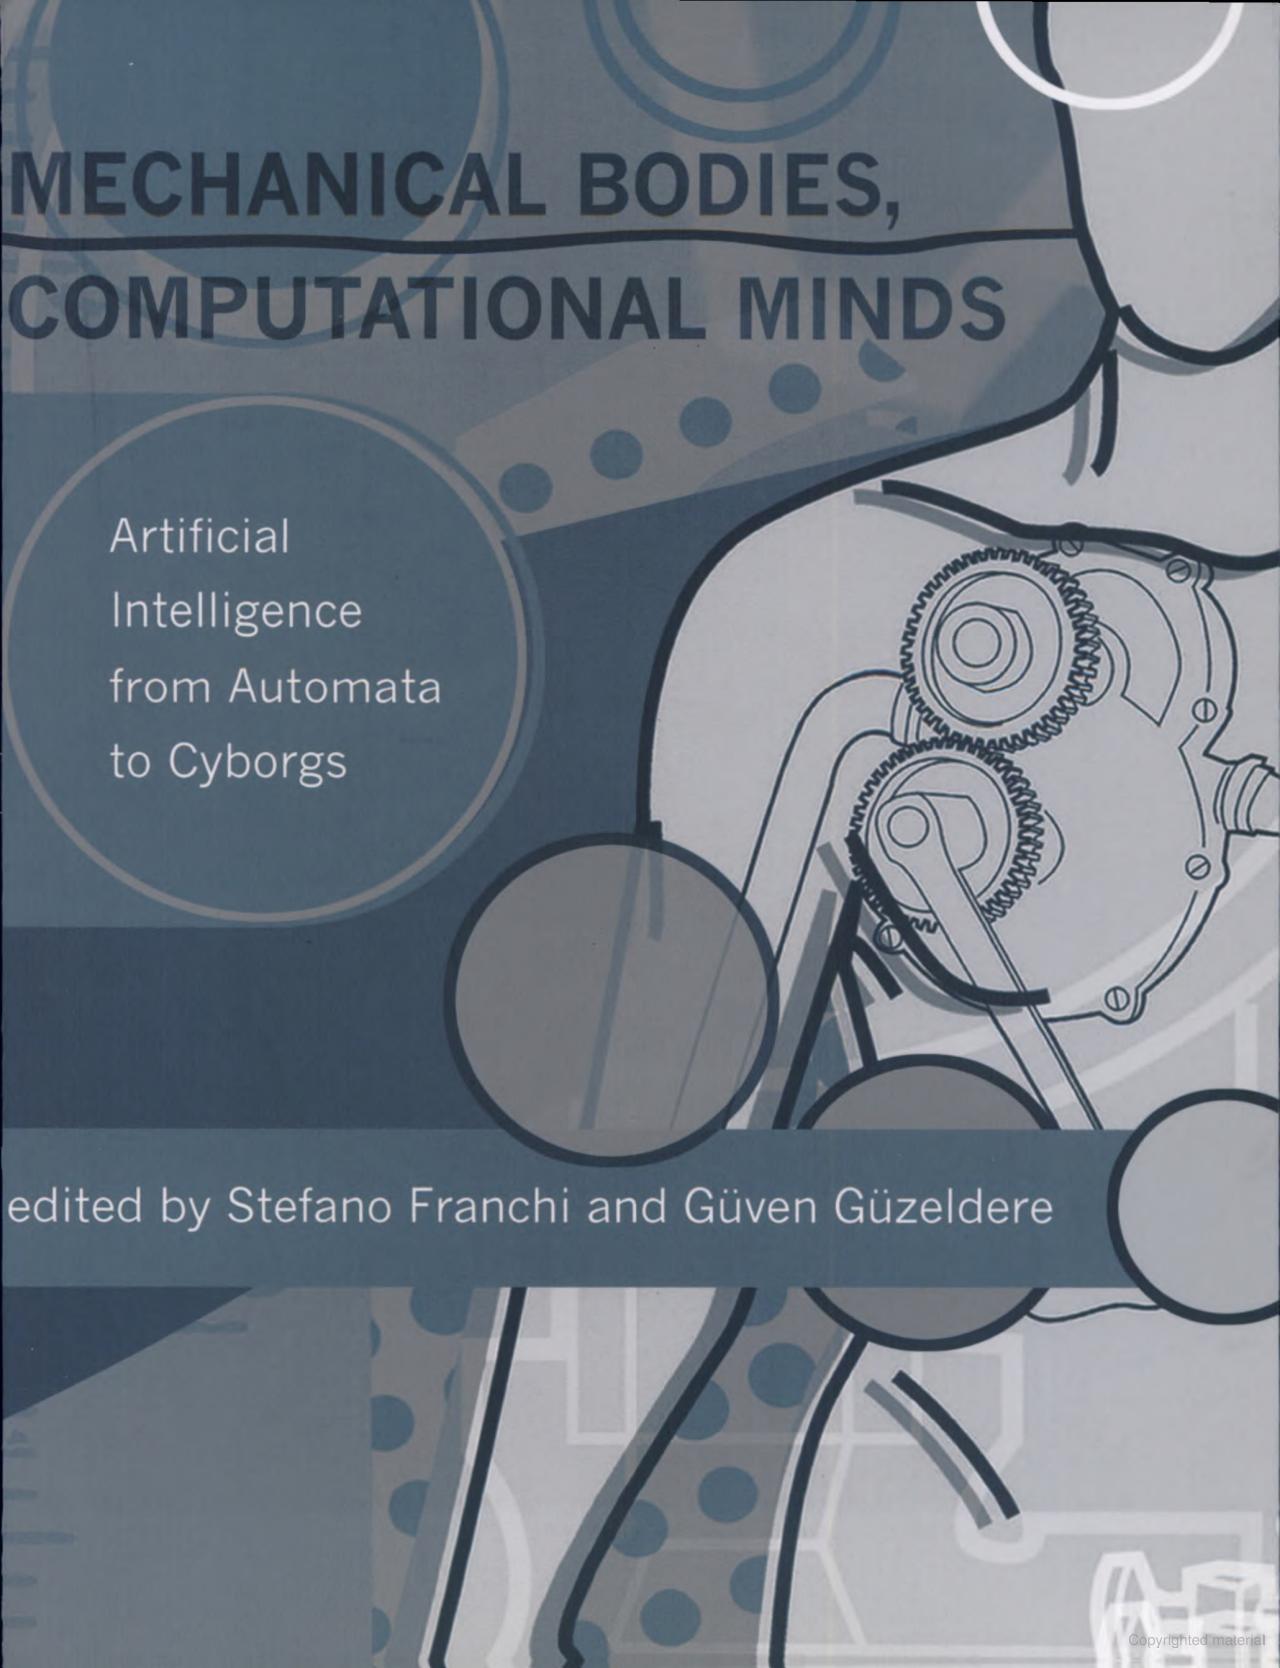 MECHANICAL BODIES,
COMPUTATIONAL MINDS
Artificial
Intelligence
from Automata
to Cyborgs
edited by Stefano Franchi and Güven Güzeldere
Copyrighted material